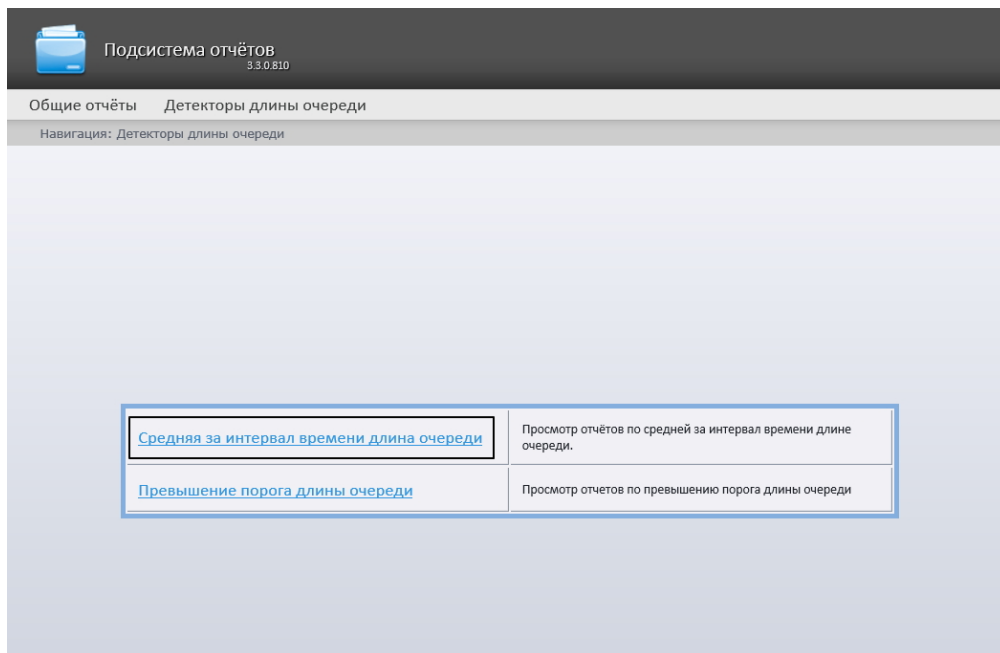 Подсистема отчётов
3.3.0.810
Общие отчёты Детекторы длины очереди
Навигация: Детекторы длины очереди
Средняя за интервал времени длина очереди
Просмотр отчётов по средней за интервал времени длине
очереди.
Превышение порога длины очереди
Просмотр отчетов по превышению порога длины очереди